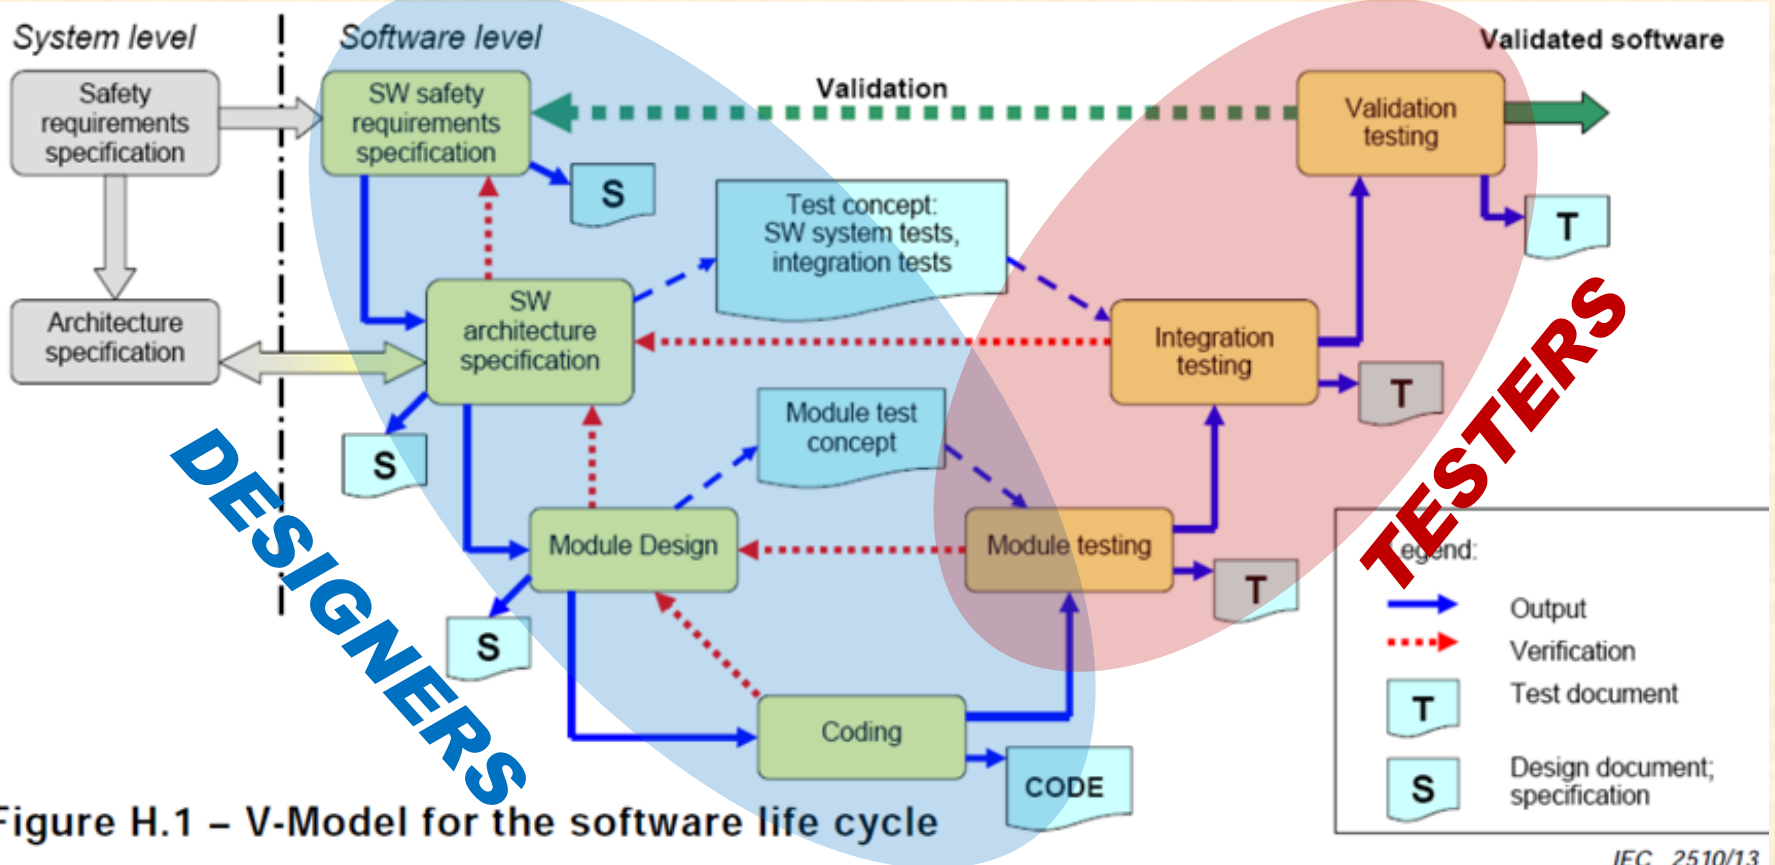 System level
Software level
Validated software
Safety
requirements
specification
SW safety
requirements
specification
Validation
Validation
testing
S
Test concept:
SW system tests,
integration tests
T
Architecture
specification
SW
architecture
specification
Integration
testing
T
S
Module test
concept
DESIGNERS
TESTERS
Module Design
Module testing
T
S
Coding
CODE
egend:
Output
Verification
T
Test document
S
Design document;
specification
Figure H.1 – V-Model for the software life cycle
IEC 2510/13